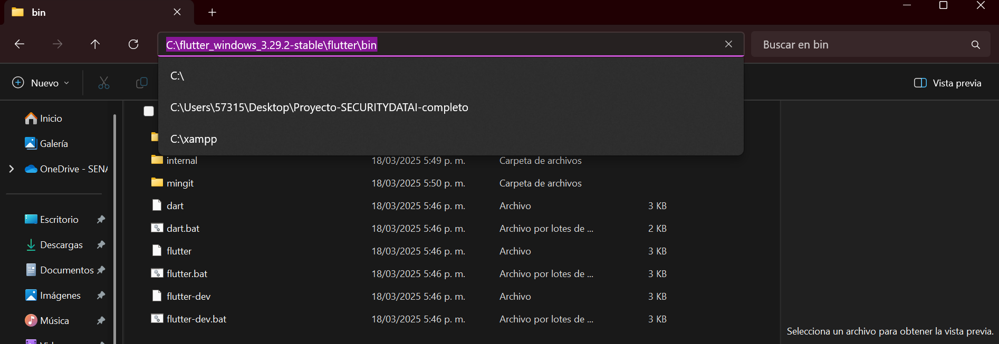 bin
C:\flutter_windows_3.29.2-stable\flutter\bin
Buscar en bin
C:\
C:\Users\57315\Desktop\Proyecto-SECURITYDATAI-completo
C:\xampp
Nuevo
Vista previa
Inicio
Galería
OneDrive - SENA
Escritorio
Descargas
Documentos
Imágenes
Música
internal 18/03/2025 5:49 p. m. Carpeta de archivos
mingit 18/03/2025 5:50 p. m. Carpeta de archivos
dart 18/03/2025 5:46 p. m. Archivo 3 KB
dart.bat 18/03/2025 5:46 p. m. Archivo por lotes de ... 2 KB
flutter 18/03/2025 5:46 p. m. Archivo 3 KB
flutter.bat 18/03/2025 5:46 p. m. Archivo por lotes de ... 3 KB
flutter-dev 18/03/2025 5:46 p. m. Archivo 3 KB
flutter-dev.bat 18/03/2025 5:46 p. m. Archivo por lotes de ... 3 KB
Selecciona un archivo para obtener la vista previa.